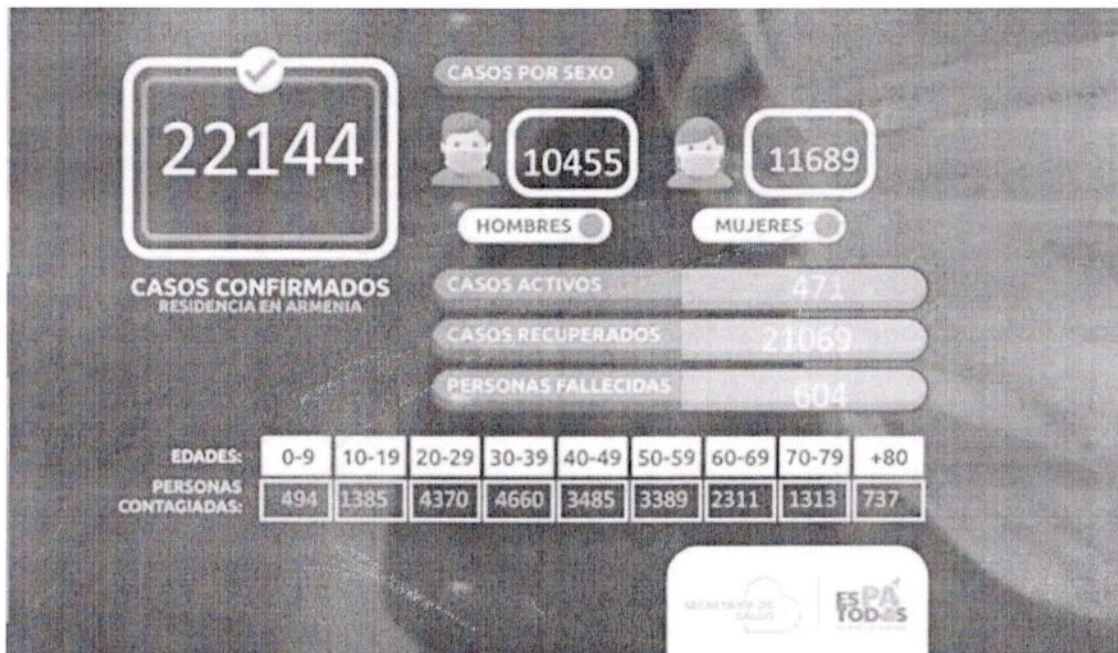 22144
CASOS CONFIRMADOS
RESIDENCIA EN ARMENIA
CASOS POR SEXO
10455
HOMBRES
11689
MUJERES
CASOS ACTIVOS 471
CASOS RECUPERADOS 21069
PERSONAS FALLECIDAS 604
EDADES: 0-9 10-19 20-29 30-39 40-49 50-59 60-69 70-79 +80
PERSONAS CONTAGIADAS: 494 1385 4370 4660 3485 3389 2311 1313 737
SECRETARÍA DE
SALUD
ES PA
TODOS